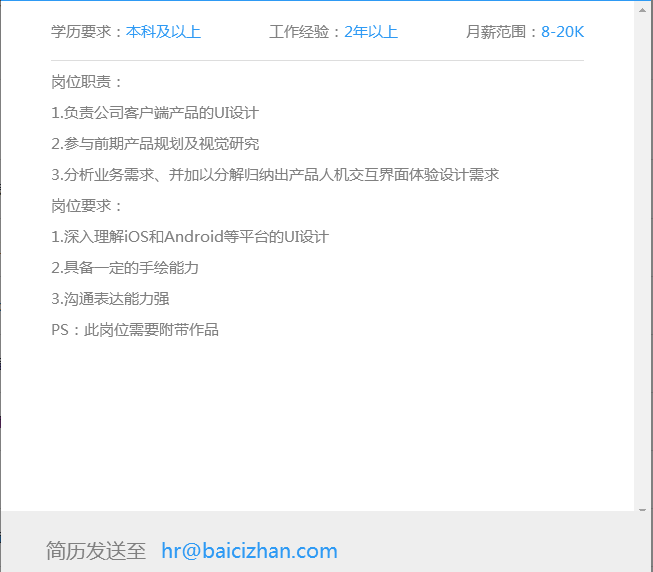 学历要求：本科及以上 工作经验：2年以上 月薪范围：8-20K
岗位职责：
1.负责公司客户端产品的UI设计
2.参与前期产品规划及视觉研究
3.分析业务需求、并加以分解归纳出产品人机交互界面体验设计需求
岗位要求：
1.深入理解iOS和Android等平台的UI设计
2.具备一定的手绘能力
3.沟通表达能力强
PS：此岗位需要附带作品
简历发送至 hr@baicizhan.com